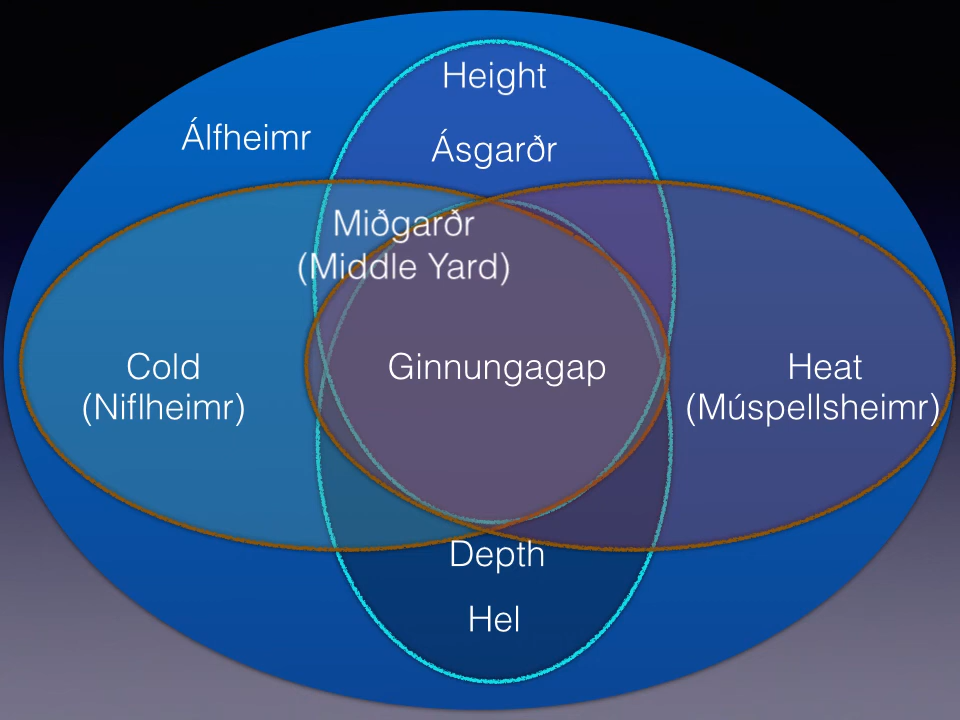 Height
Álfheimr
Ásgarðr
Miðgarðr
(Middle Yard)
Cold
(Niflheimr)
Ginnungagap
Heat
(Múspellsheimr)
Depth
Hel